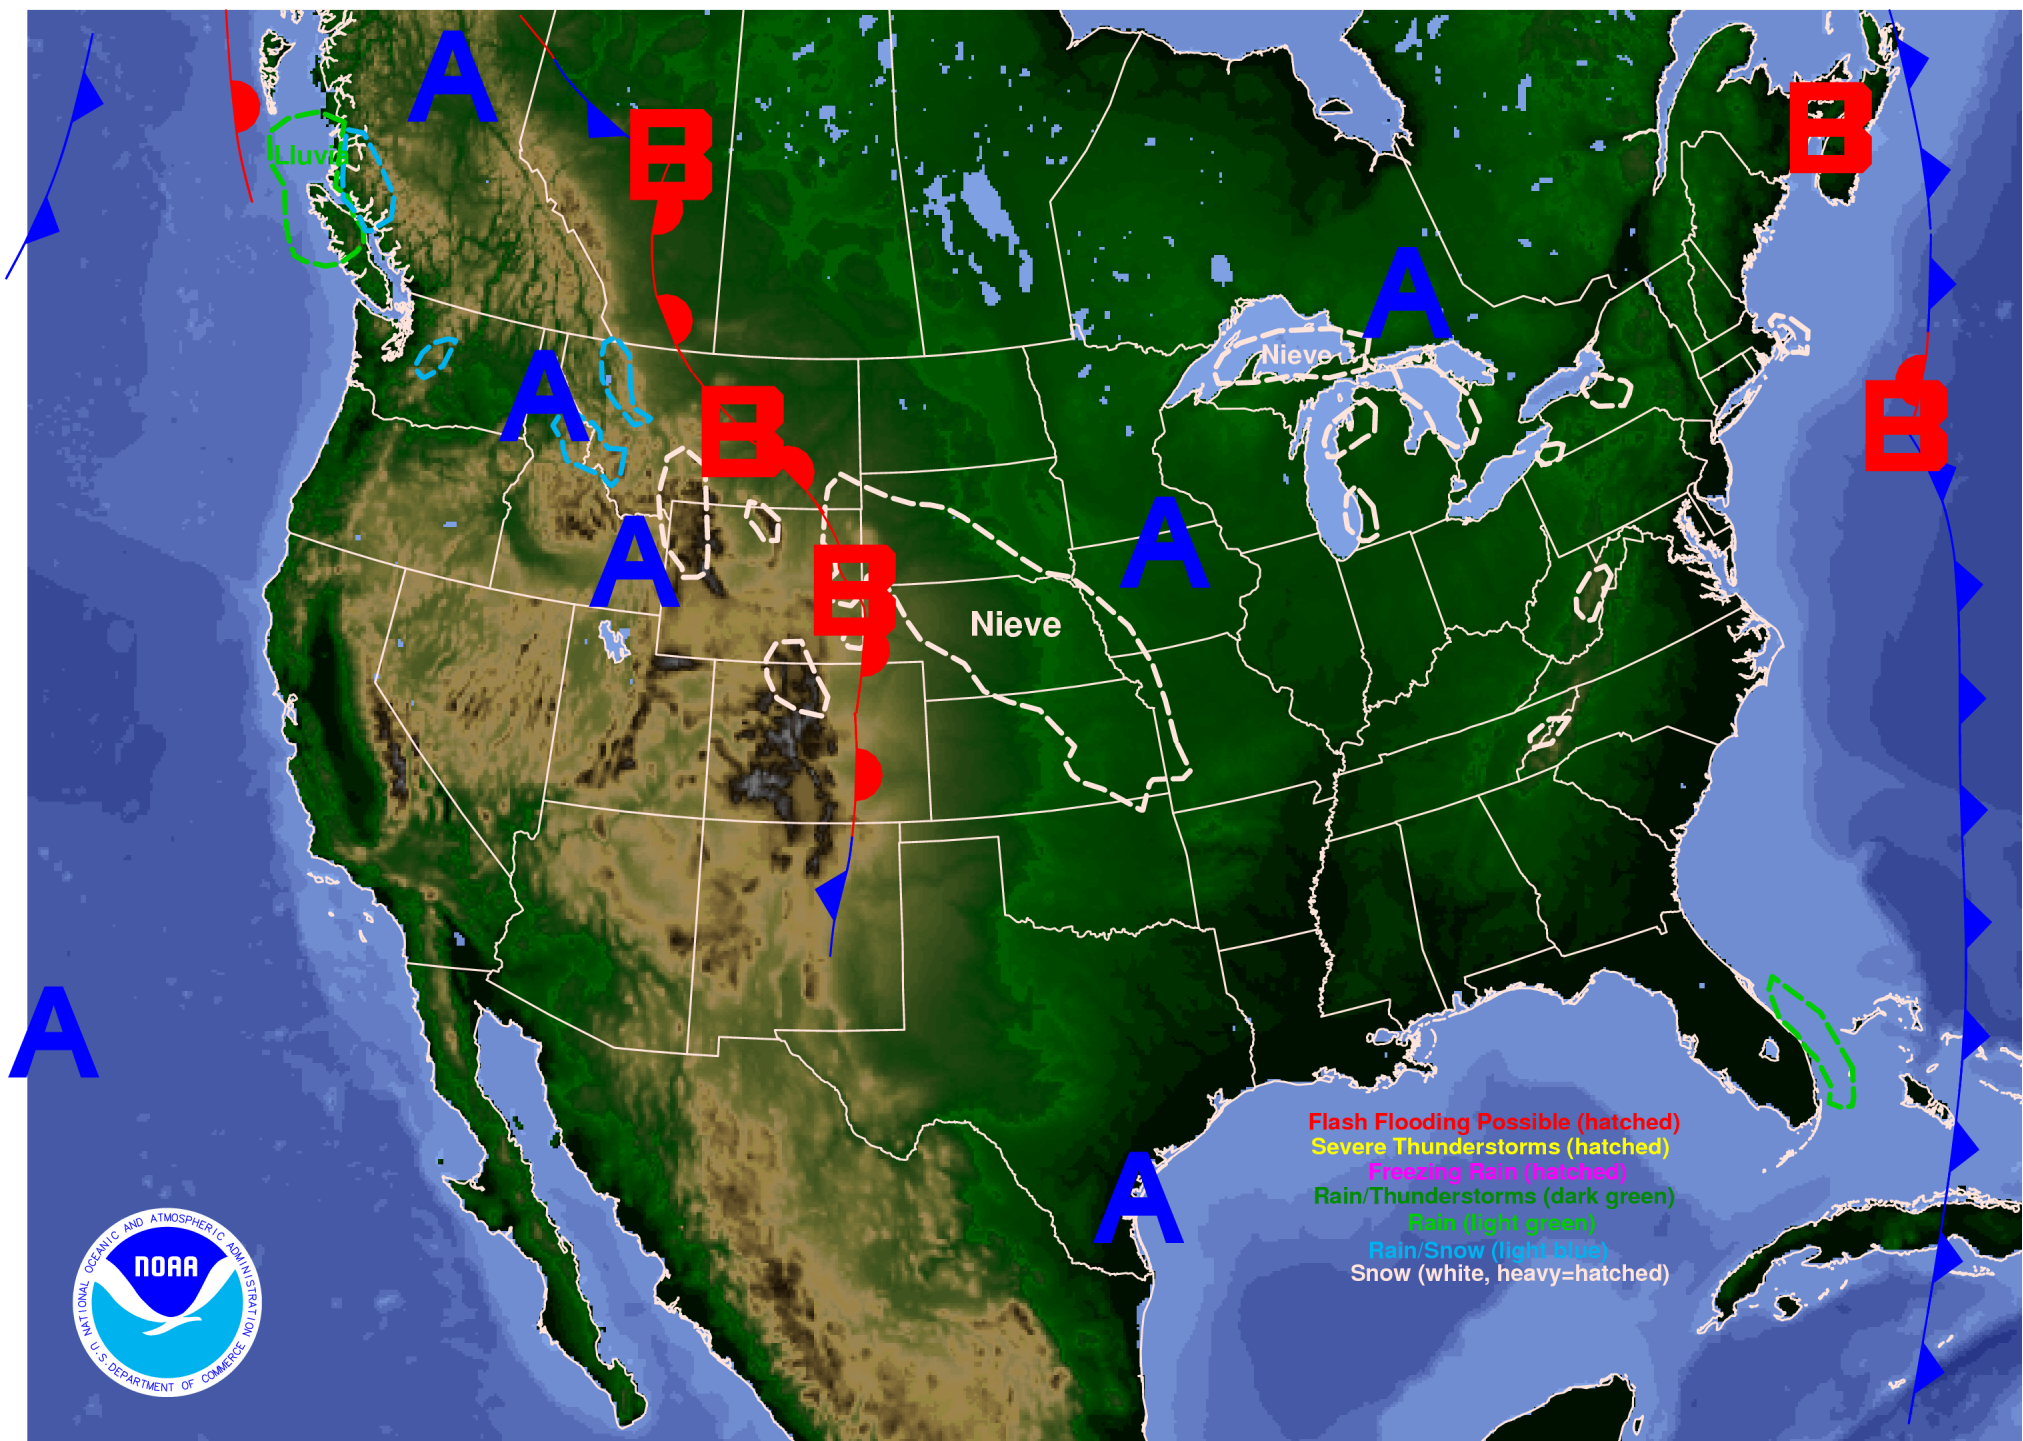 A
B
B
Lluvia
A
Nieve
A
B
B
A
A
B
Nieve
A
A
Flash Flooding Possible (hatched)
Severe Thunderstorms (hatched)
Freezing Rain (hatched)
Rain/Thunderstorms (dark green)
Rain (light green)
Rain/Snow (light blue)
Snow (white, heavy=hatched)
NATIONAL OCEANIC AND ATMOSPHERIC ADMINISTRATION
NOAA
U.S. DEPARTMENT OF COMMERCE